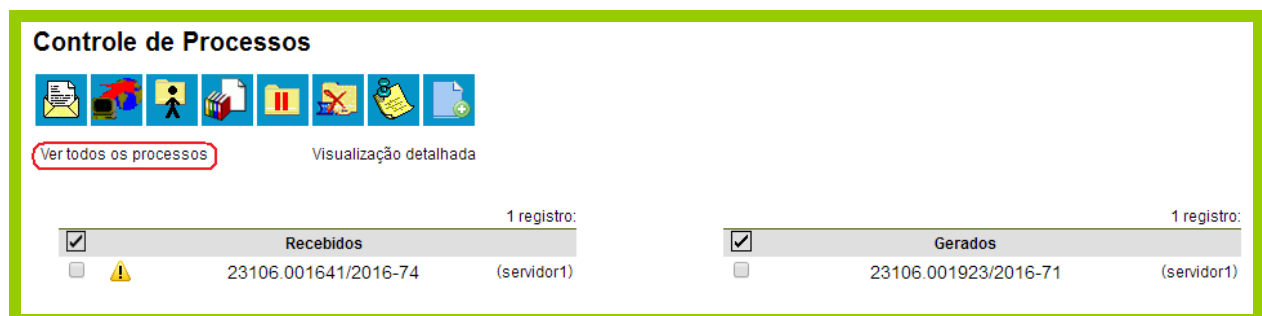 Controle de Processos
Ver todos os processos Visualização detalhada
1 registro: 1 registro:
Recebidos Gerados
23106.001641/2016-74 (servidor1) 23106.001923/2016-71 (servidor1)